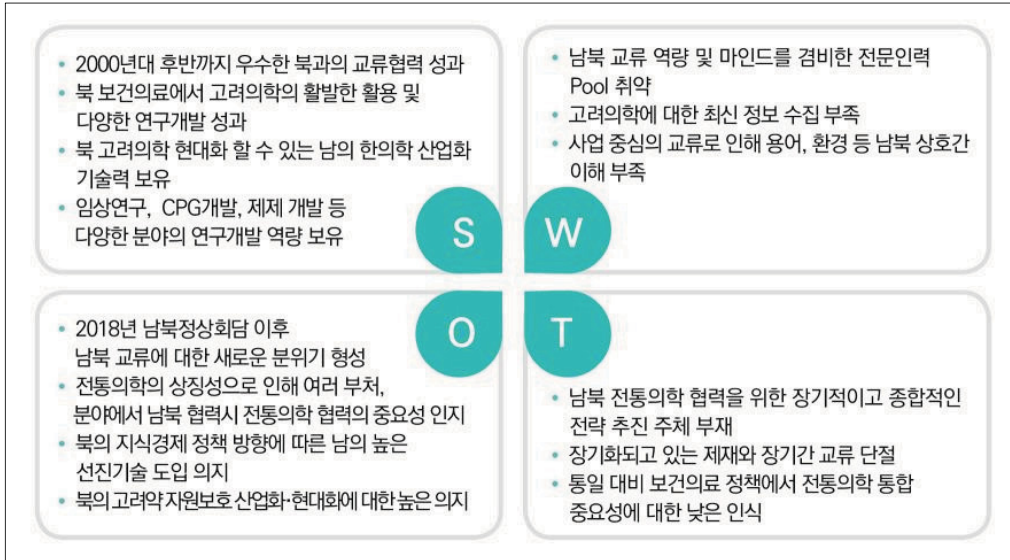 • 2000년대 후반까지 우수한 북과의 교류협력 성과
• 북 보건의료에서 고려의학의 활발한 활용 및
다양한 연구개발 성과
• 북 고려의학 현대화 할 수 있는 남의 한의학 산업화
기술력 보유
• 임상연구, CPG개발, 제제 개발 등
다양한 분야의 연구개발 역량 보유
S
• 남북 교류 역량 및 마인드를 겸비한 전문인력
Pool 취약
• 고려의학에 대한 최신 정보 수집 부족
• 사업 중심의 교류로 인해 용어, 환경 등 남북 상호간
이해 부족
W
• 2018년 남북정상회담 이후
남북 교류에 대한 새로운 분위기 형성
• 전통의학의 상징성으로 인해 여러 부처,
분야에서 남북 협력시 전통의학 협력의 중요성 인지
• 북의 지식경제 정책 방향에 따른 남의 높은
선진기술 도입 의지
• 북의 고려약 자원보호 산업화·현대화에 대한 높은 의지
O
• 남북 전통의학 협력을 위한 장기적이고 종합적인
전략 추진 주체 부재
• 장기화되고 있는 제재와 장기간 교류 단절
• 통일 대비 보건의료 정책에서 전통의학 통합
중요성에 대한 낮은 인식
T